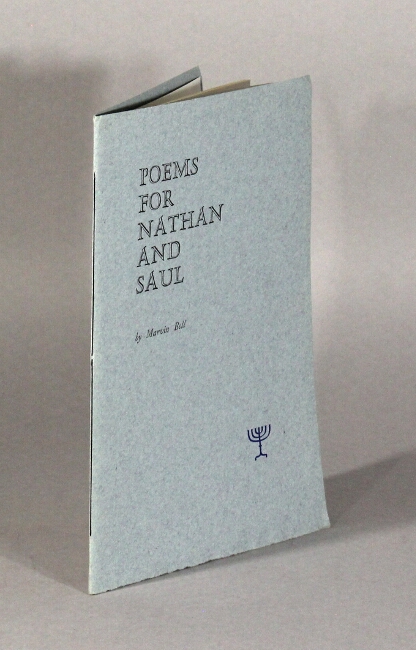 POEMS
FOR
NATHAN
AND
SAUL
by Marvin Bell